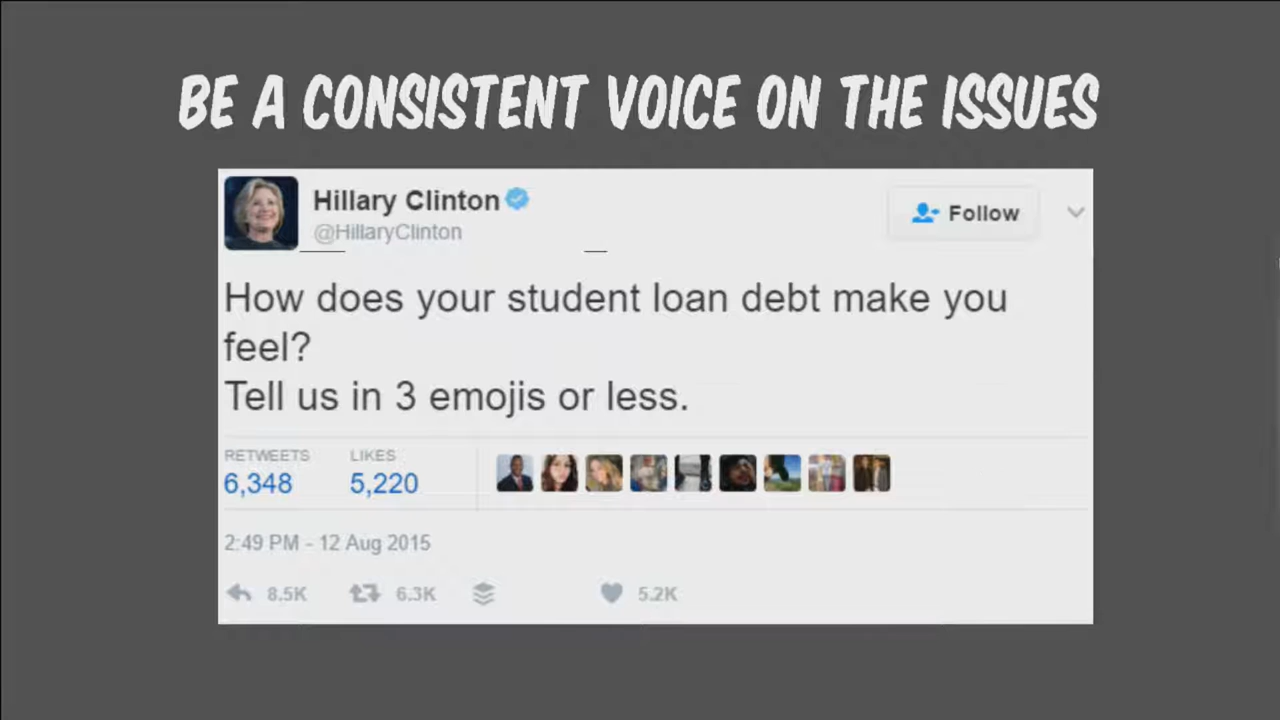 BE A CONSISTENT VOICE ON THE ISSUES
Hillary Clinton
Follow
@HillaryClinton
How does your student loan debt make you
feel?
Tell us in 3 emojis or less.
RETWEETS LIKES
6,348 5,220
2:49 PM - 12 Aug 2015
8.5K 6.3K 5.2K